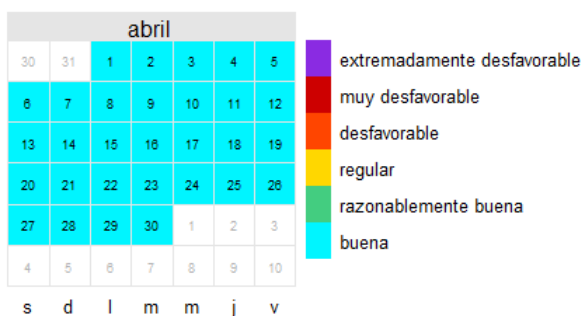 abril
30 31 1 2 3 4 5
6 7 8 9 10 11 12
13 14 15 16 17 18 19
20 21 22 23 24 25 26
27 28 29 30 1 2 3
4 5 6 7 8 9 10
s d l m m j v
extremadamente desfavorable
muy desfavorable
desfavorable
regular
razonablemente buena
buena